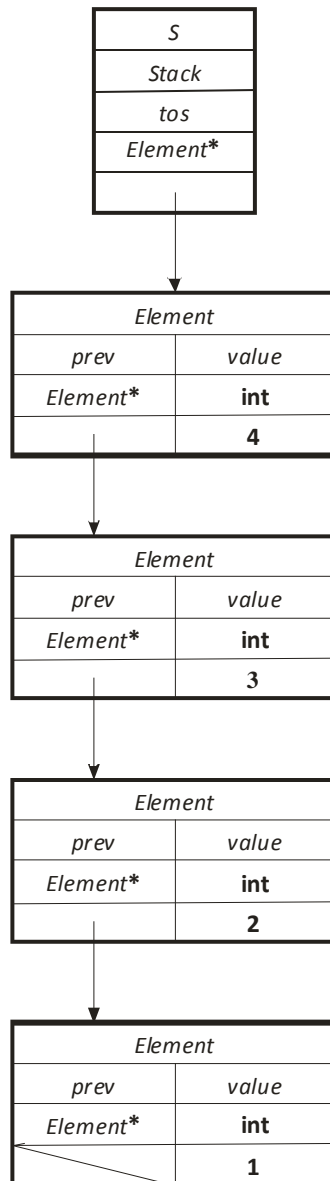 S
Stack
tos
Element*
Element
prev value
Element* int
4
Element
prev value
Element* int
3
Element
prev value
Element* int
2
Element
prev value
Element* int
1